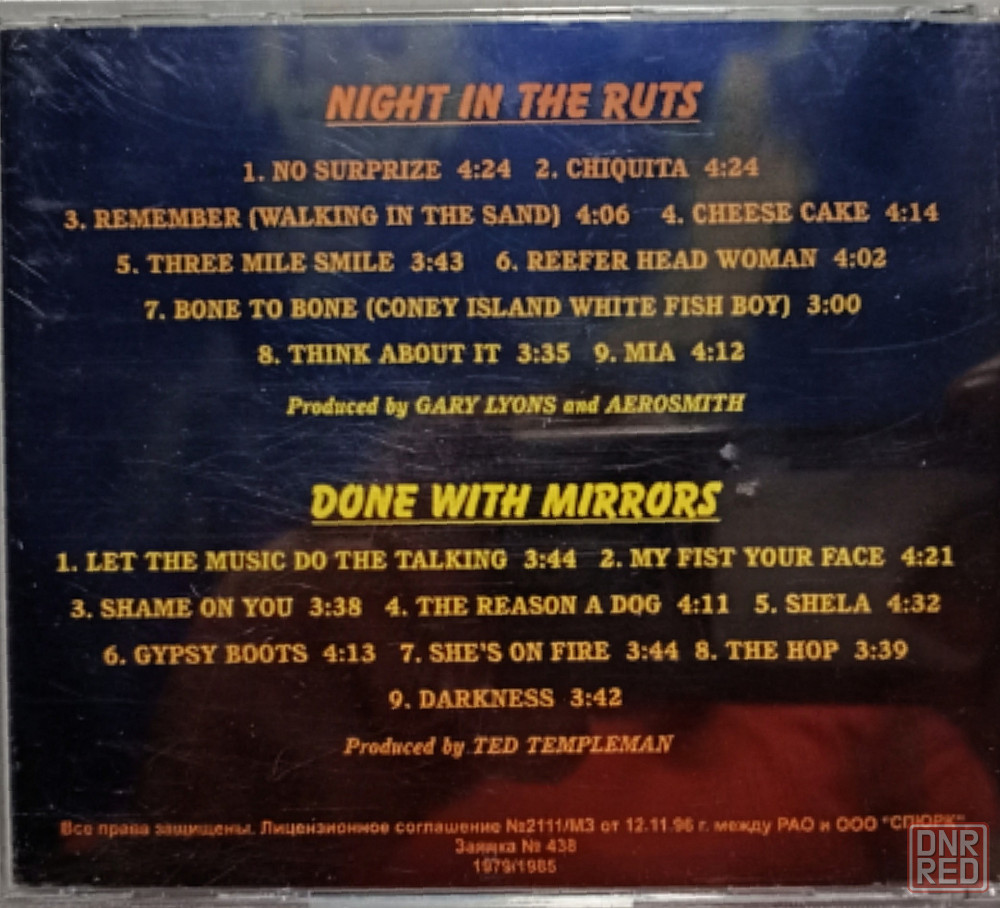 NIGHT IN THE RUTS
1. NO SURPRIZE 4:24 2. CHIQUITA 4:24
3. REMEMBER (WALKING IN THE SAND) 4:06 4. CHEESE CAKE 4:14
5. THREE MILE SMILE 3:43 6. REEFER HEAD WOMAN 4:02
7. BONE TO BONE (CONEY ISLAND WHITE FISH BOY) 3:00
8. THINK ABOUT IT 3:35 9. MIA 4:12
Produced by GARY LYONS and AEROSMITH
DONE WITH MIRRORS
1. LET THE MUSIC DO THE TALKING 3:44 2. MY FIST YOUR FACE 4:21
3. SHAME ON YOU 3:38 4. THE REASON A DOG 4:11 5. SHELA 4:32
6. GYPSY BOOTS 4:13 7. SHE'S ON FIRE 3:44 8. THE HOP 3:39
9. DARKNESS 3:42
Produced by TED TEMPLEMAN
Все права защищены. Лицензионное соглашение №2111/МЗ от 12.11.96 г. между РАО и ООО "СПЮРК"
Заявка № 438
1979/1985
DNR
RED